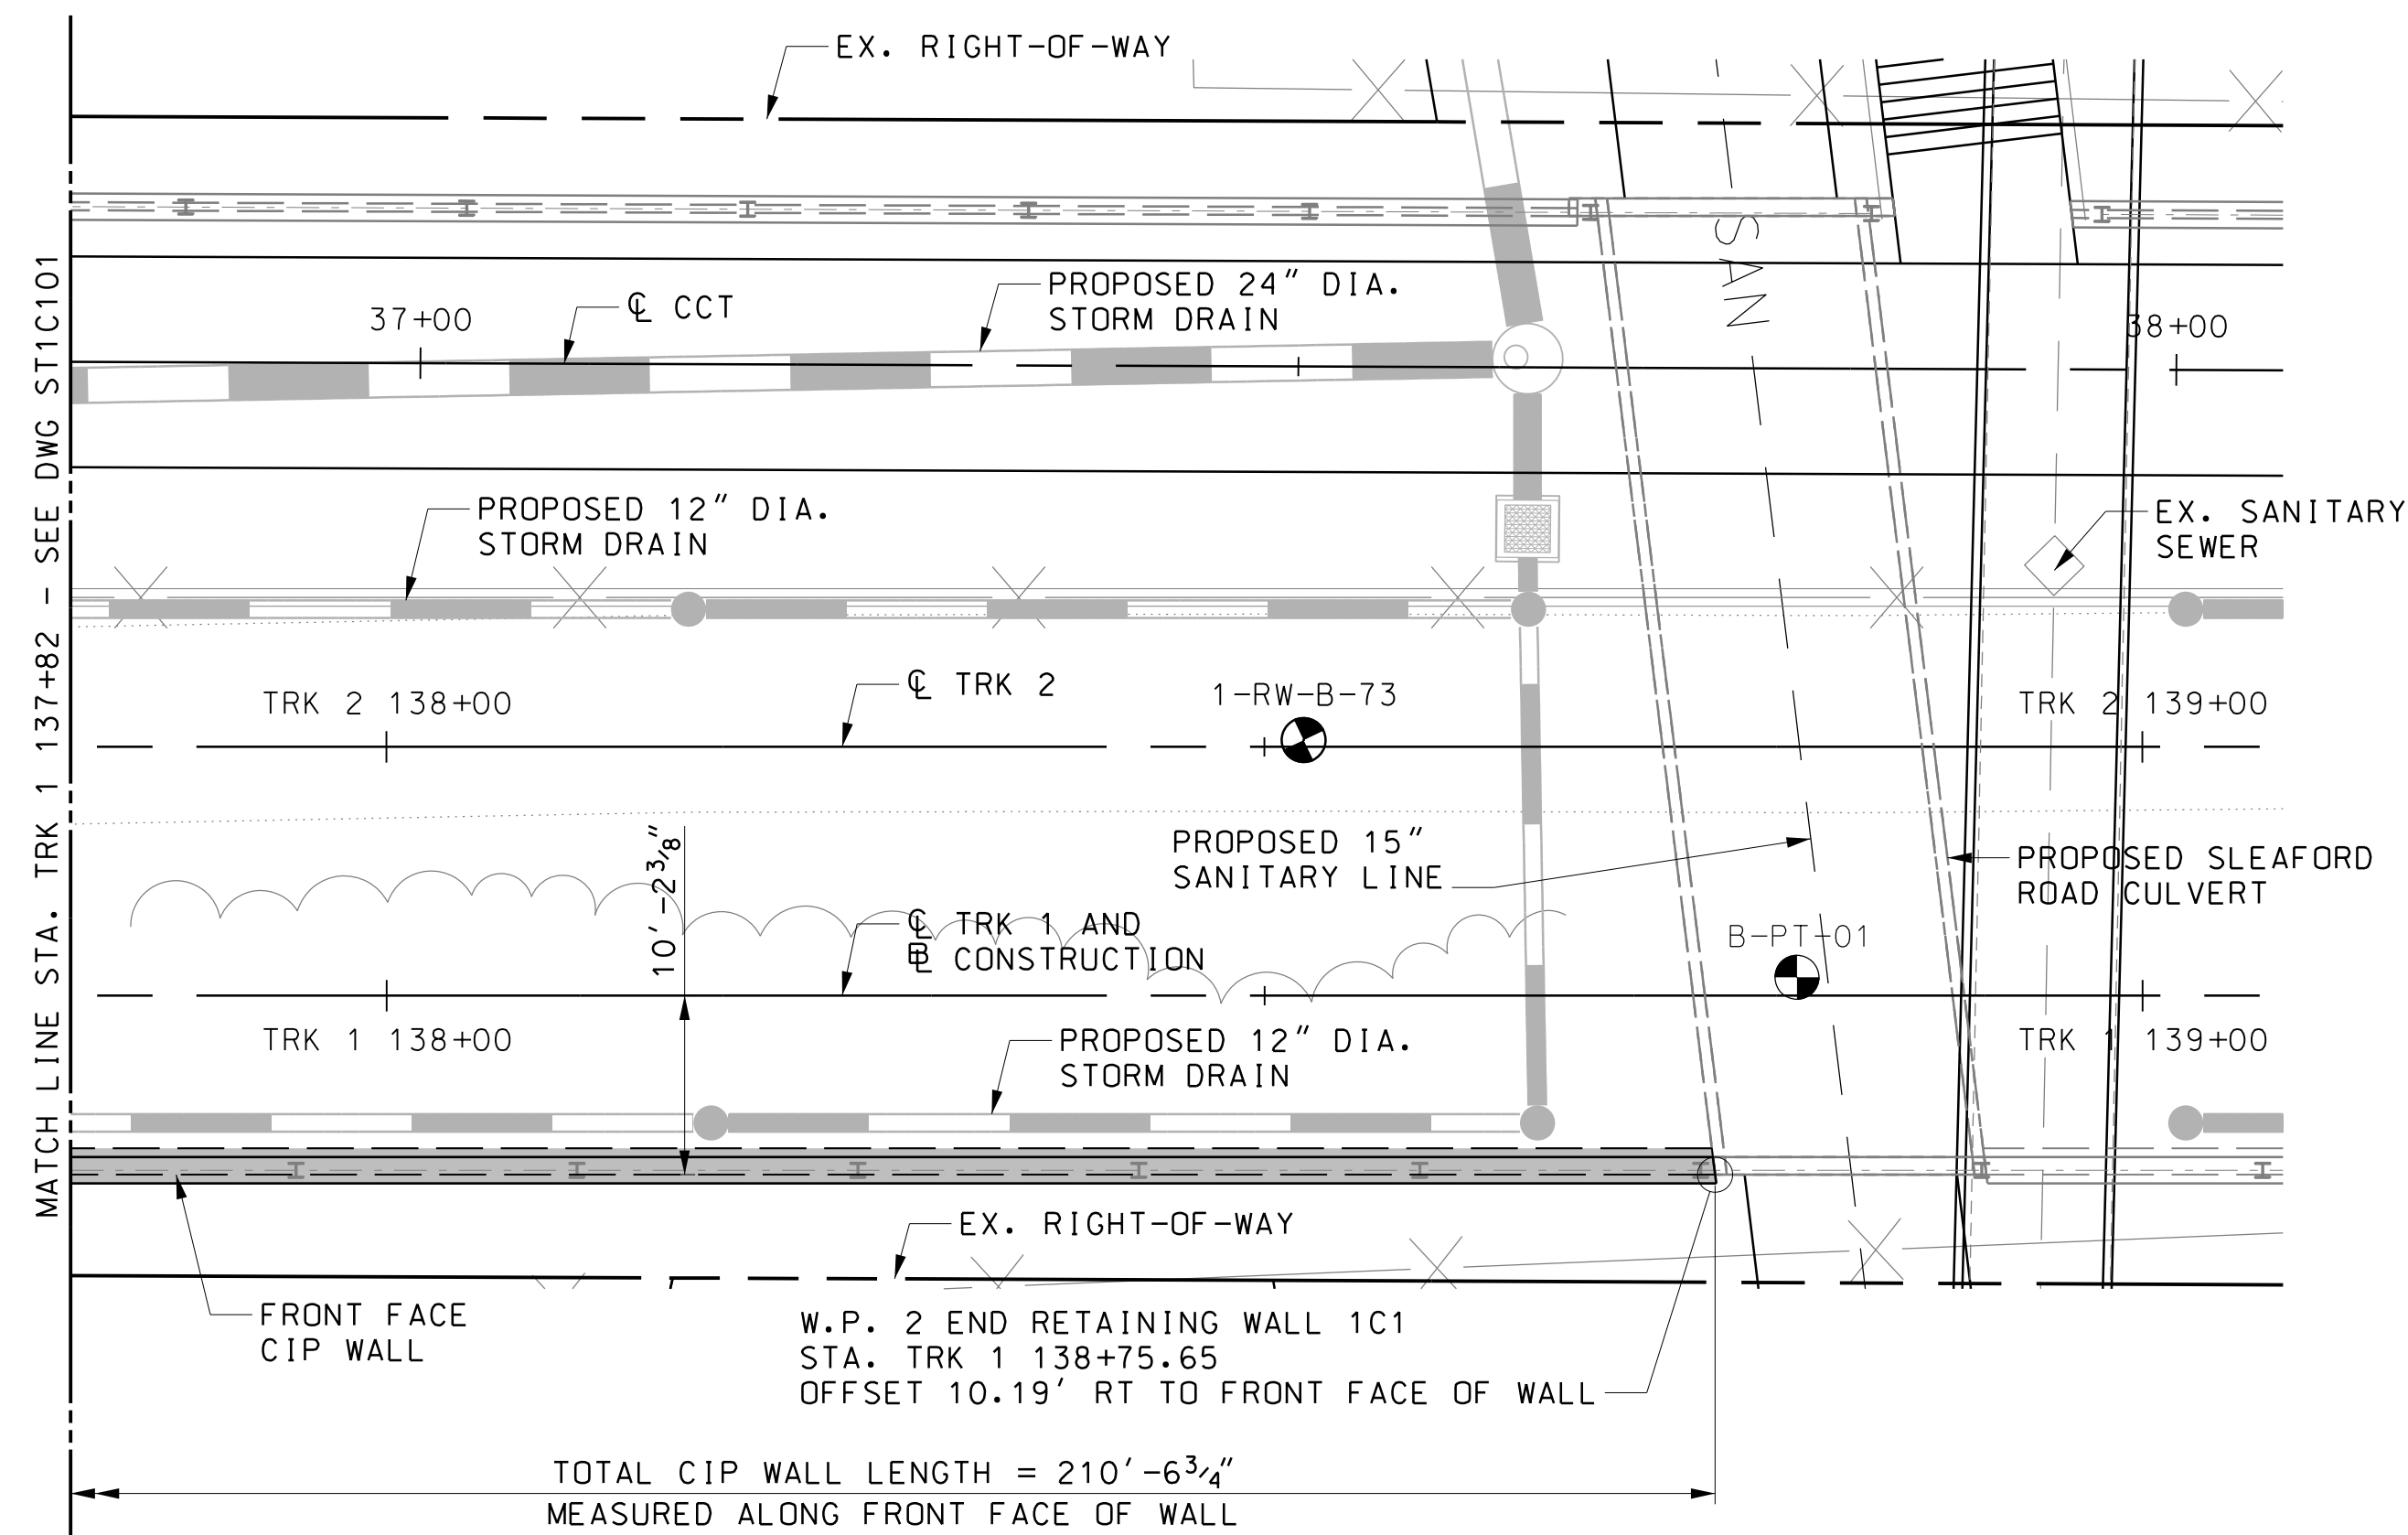 EX. RIGHT-OF-WAY
MATCH LINE STA. TRK 1 137+82 - SEE DWG ST1C101
SAN
37+00
℄ CCT
PROPOSED 24" DIA.
STORM DRAIN
38+00
PROPOSED 12" DIA.
STORM DRAIN
EX. SANITARY
SEWER
TRK 2 138+00
℄ TRK 2
1-RW-B-73
TRK 2 139+00
10'-2 3/8"
PROPOSED 15"
SANITARY LINE
PROPOSED SLEAFORD
ROAD CULVERT
℄ TRK 1 AND
BL CONSTRUCTION
B-PT-01
TRK 1 138+00
PROPOSED 12" DIA.
STORM DRAIN
TRK 1 139+00
EX. RIGHT-OF-WAY
FRONT FACE
CIP WALL
W.P. 2 END RETAINING WALL 1C1
STA. TRK 1 138+75.65
OFFSET 10.19' RT TO FRONT FACE OF WALL
TOTAL CIP WALL LENGTH = 210'-6 3/4"
MEASURED ALONG FRONT FACE OF WALL